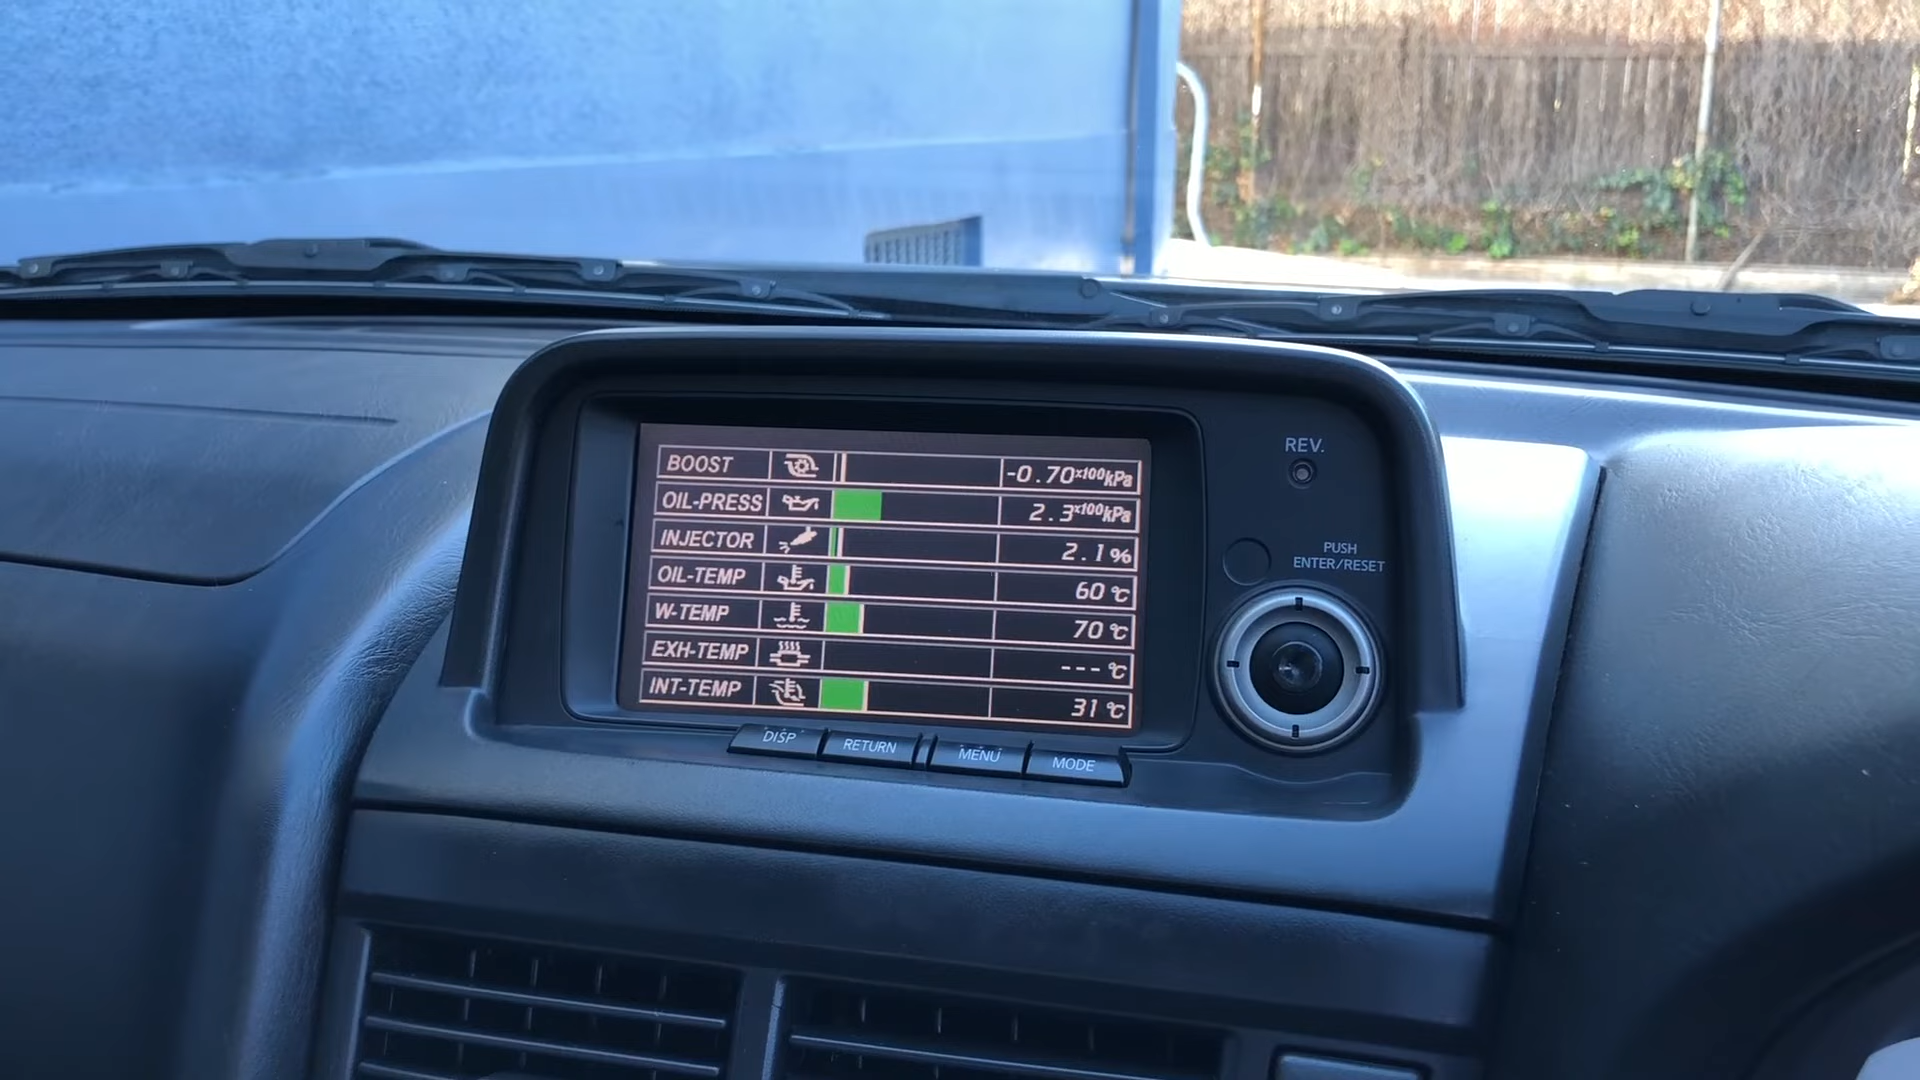 BOOST -0.70x100kPa
OIL-PRESS 2.3x100kPa
INJECTOR 2.1%
OIL-TEMP 60℃
W-TEMP 70℃
EXH-TEMP ---℃
INT-TEMP 31℃
REV.
PUSH
ENTER/RESET
DISP RETURN MENU MODE